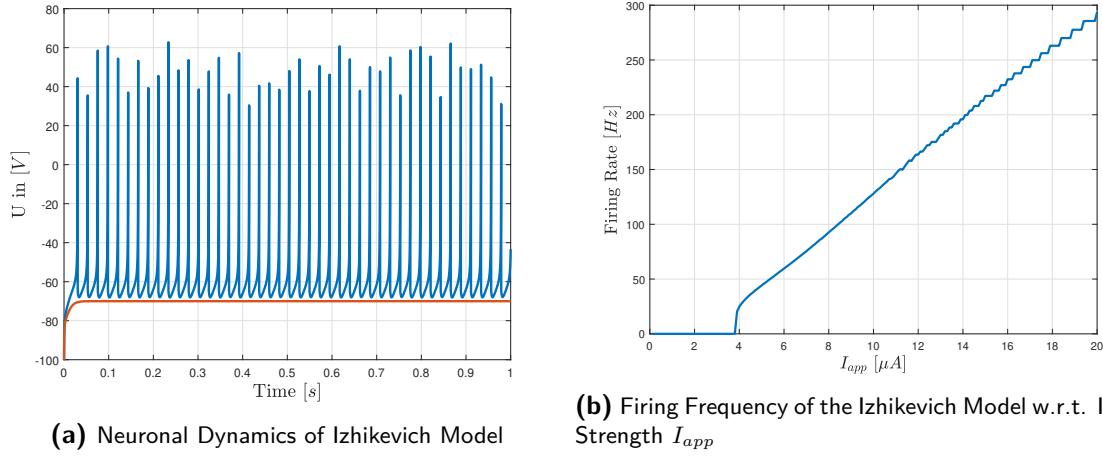 80
60
40
20
0
-20
-40
-60
-80
-100
U in [V]
0 0.1 0.2 0.3 0.4 0.5 0.6 0.7 0.8 0.9 1
Time [s]
(a) Neuronal Dynamics of Izhikevich Model
300
250
200
150
100
50
0
Firing Rate [Hz]
0 2 4 6 8 10 12 14 16 18 20
I_app [μA]
(b) Firing Frequency of the Izhikevich Model w.r.t. I
Strength I_app